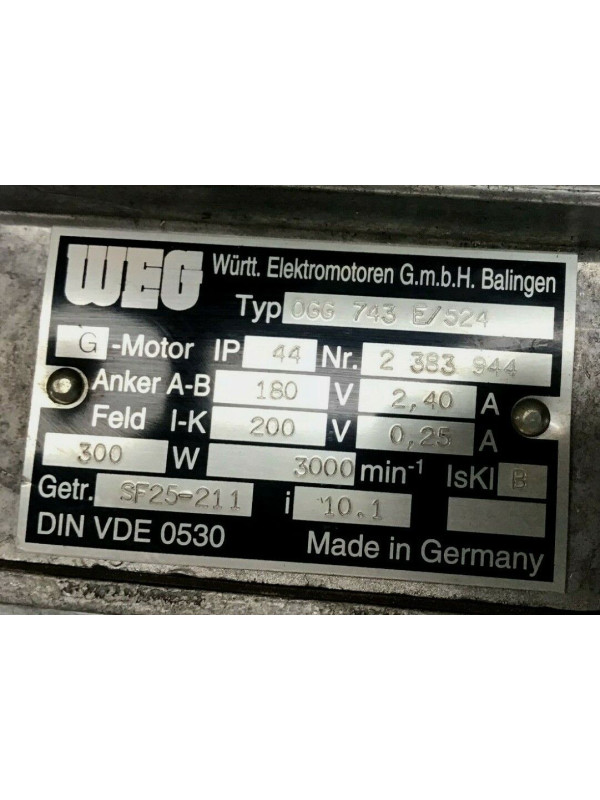 WEG Württ. Elektromotoren G.m.b.H. Balingen
Typ OGG 743 E/524
G -Motor IP 44 Nr. 2 383 944
Anker A-B 180 V 2,40 A
Feld I-K 200 V 0,25 A
300 W 3000 min⁻¹ IsKl B
Getr. SF25-211 i 10.1
DIN VDE 0530 Made in Germany